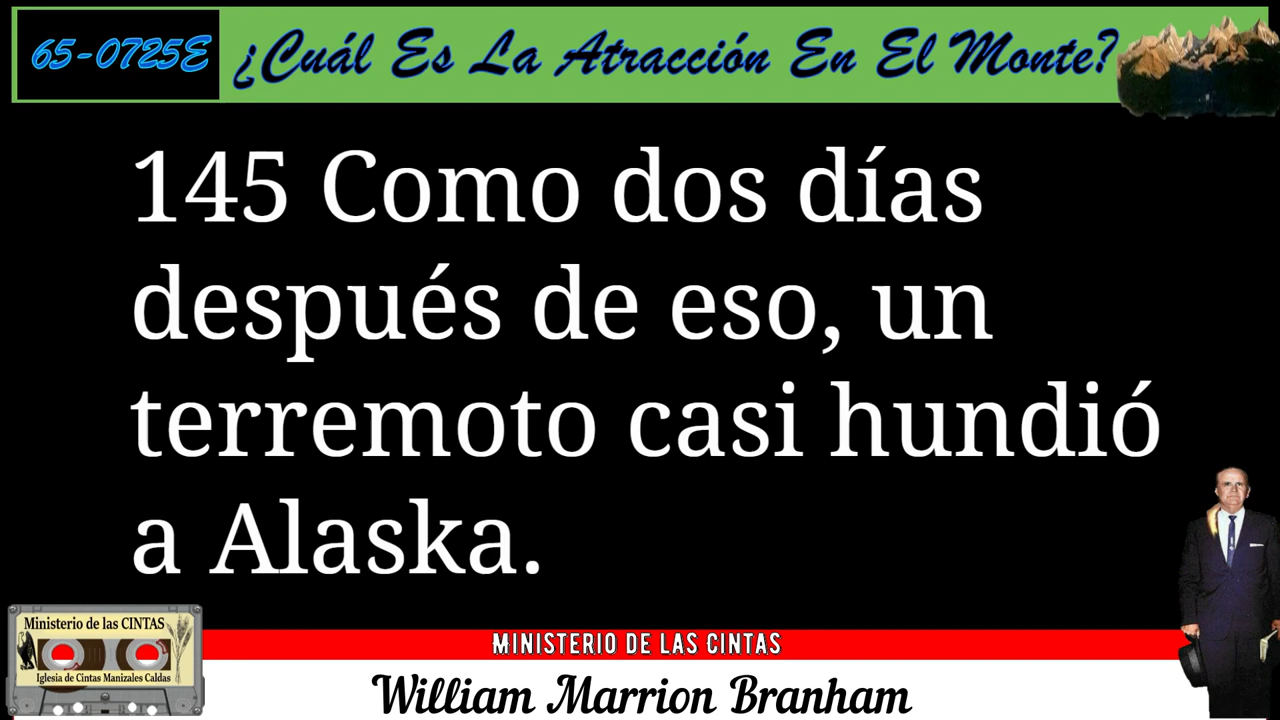 65-0725E ¿Cuál Es La Atracción En El Monte?
145 Como dos días
después de eso, un
terremoto casi hundió
a Alaska.
Ministerio de las CINTAS
Iglesia de Cintas Manizales Caldas
MINISTERIO DE LAS CINTAS
William Marrion Branham